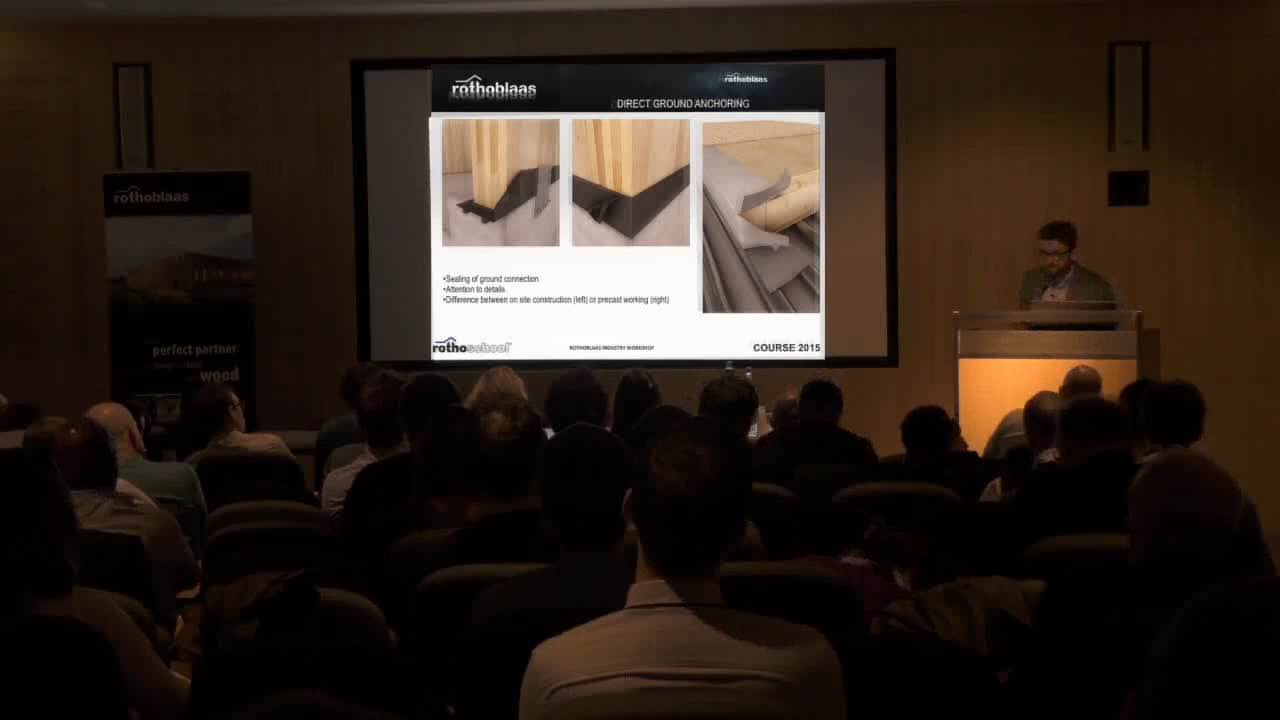 rothoblaas
rothoblaas
DIRECT GROUND ANCHORING
•Sealing of ground connection
•Attention to details
•Difference between on site construction (left) or precast working (right)
rothoschool
ROTHOBLAAS INDUSTRY WORKSHOP
COURSE 2015
rothoblaas
perfect partner
wood